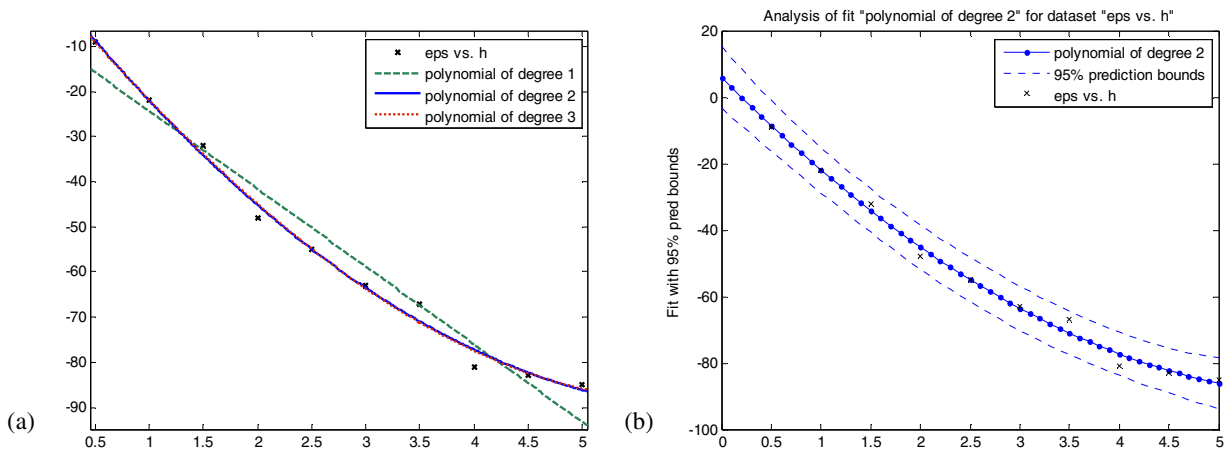 (a)
-10
-20
-30
-40
-50
-60
-70
-80
-90
0.5 1 1.5 2 2.5 3 3.5 4 4.5 5
eps vs. h
polynomial of degree 1
polynomial of degree 2
polynomial of degree 3
(b)
Analysis of fit "polynomial of degree 2" for dataset "eps vs. h"
Fit with 95% pred bounds
20
0
-20
-40
-60
-80
-100
0 0.5 1 1.5 2 2.5 3 3.5 4 4.5 5
polynomial of degree 2
95% prediction bounds
eps vs. h